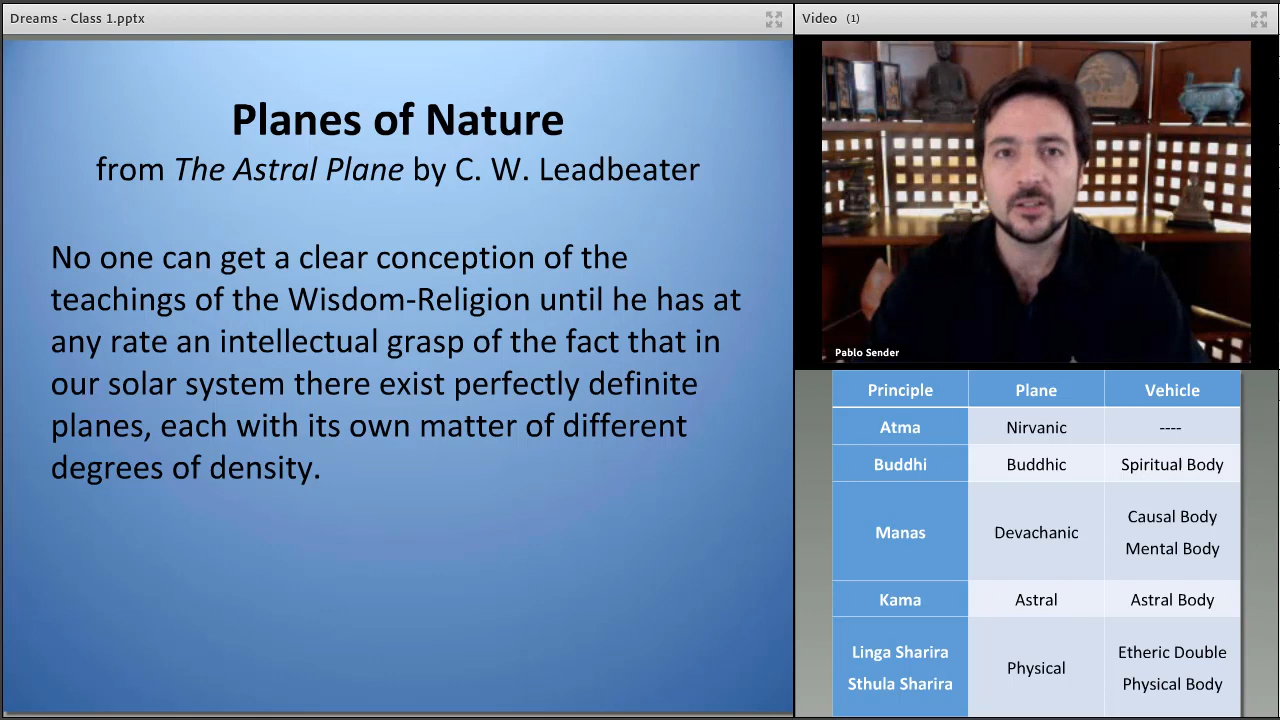 Dreams - Class 1.pptx
Planes of Nature
from The Astral Plane by C. W. Leadbeater
No one can get a clear conception of the
teachings of the Wisdom-Religion until he has at
any rate an intellectual grasp of the fact that in
our solar system there exist perfectly definite
planes, each with its own matter of different
degrees of density.
Video (1)
Pablo Sender
Principle Plane Vehicle
Atma Nirvanic ----
Buddhi Buddhic Spiritual Body
Manas Devachanic Causal Body
Mental Body
Kama Astral Astral Body
Linga Sharira Physical Etheric Double
Sthula Sharira Physical Body